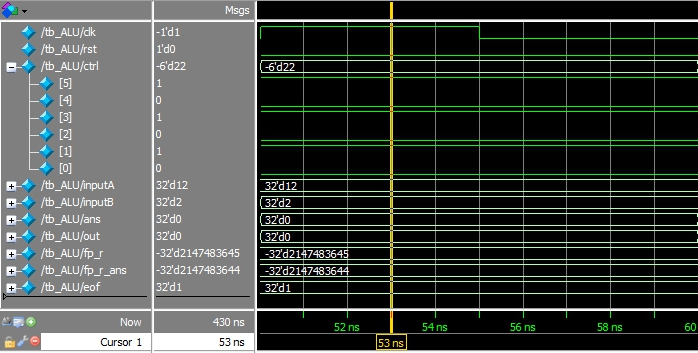 Msgs
/tb_ALU/clk -1'd1
/tb_ALU/rst 1'd0
/tb_ALU/ctrl -6'd22 -6'd22
[5] 1
[4] 0
[3] 1
[2] 0
[1] 1
[0] 0
/tb_ALU/inputA 32'd12 32'd12
/tb_ALU/inputB 32'd2 32'd2
/tb_ALU/ans 32'd0 32'd0
/tb_ALU/out 32'd0 32'd0
/tb_ALU/fp_r -32'd2147483645 -32'd2147483645
/tb_ALU/fp_r_ans -32'd2147483644 -32'd2147483644
/tb_ALU/eof 32'd1 32'd1
Now 430 ns 52 ns 54 ns 56 ns 58 ns 60
Cursor 1 53 ns 53 ns